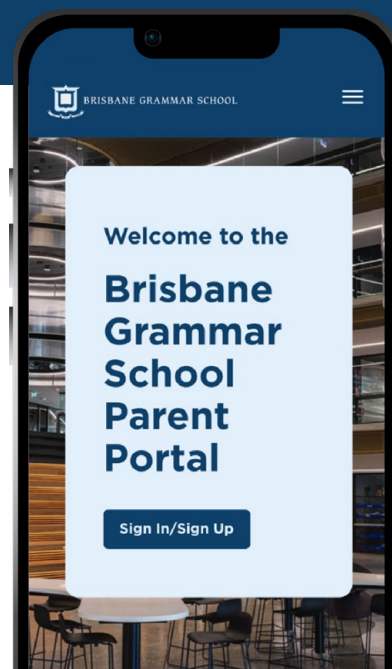 BRISBANE GRAMMAR SCHOOL
Welcome to the
Brisbane
Grammar
School
Parent
Portal
Sign In/Sign Up